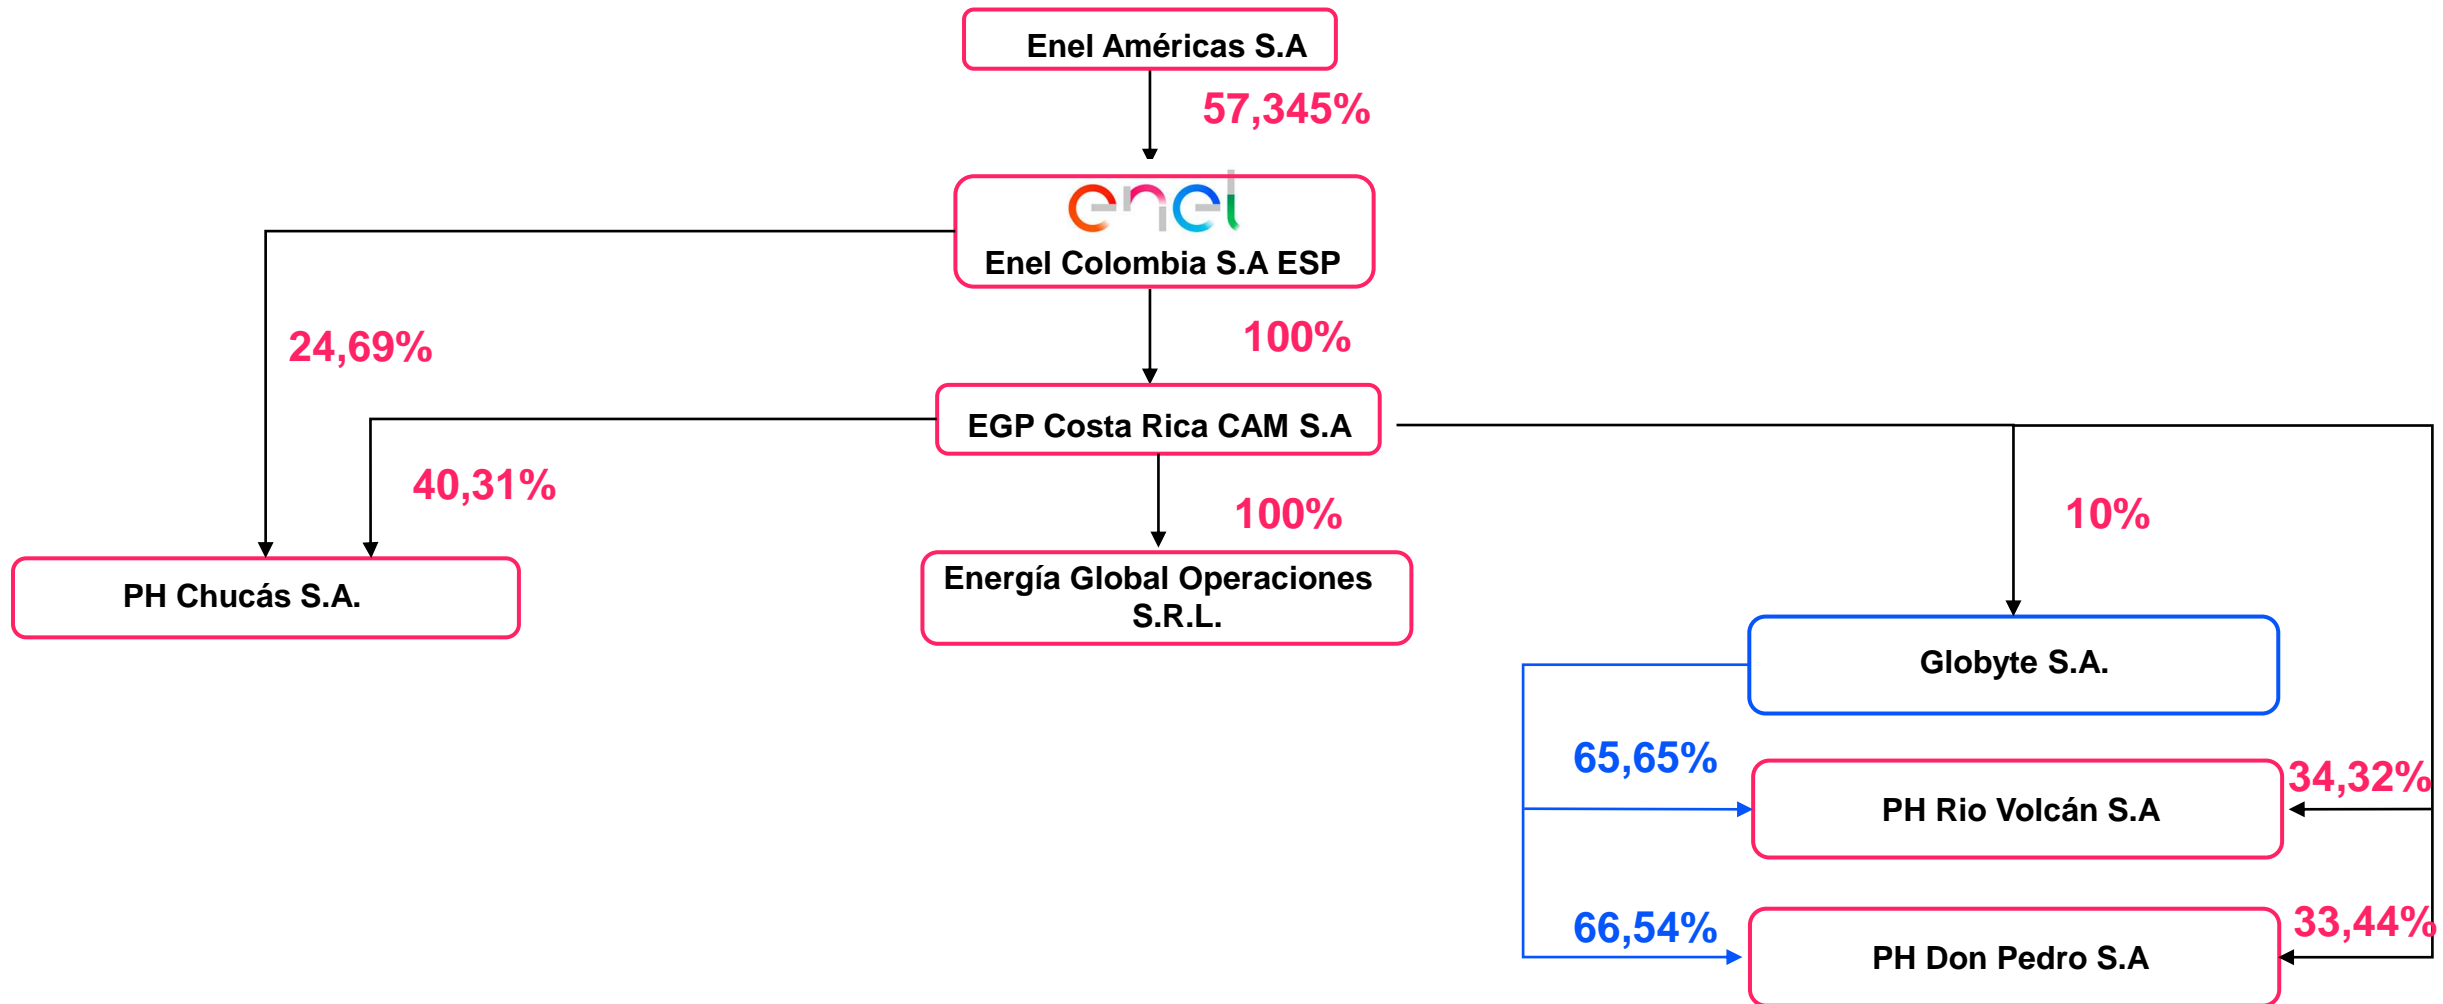 Enel Américas S.A
57,345%
enel
Enel Colombia S.A ESP
24,69%
100%
EGP Costa Rica CAM S.A
40,31%
100%
10%
PH Chucás S.A.
Energía Global Operaciones
S.R.L.
Globyte S.A.
65,65%
PH Rio Volcán S.A
34,32%
66,54%
PH Don Pedro S.A
33,44%